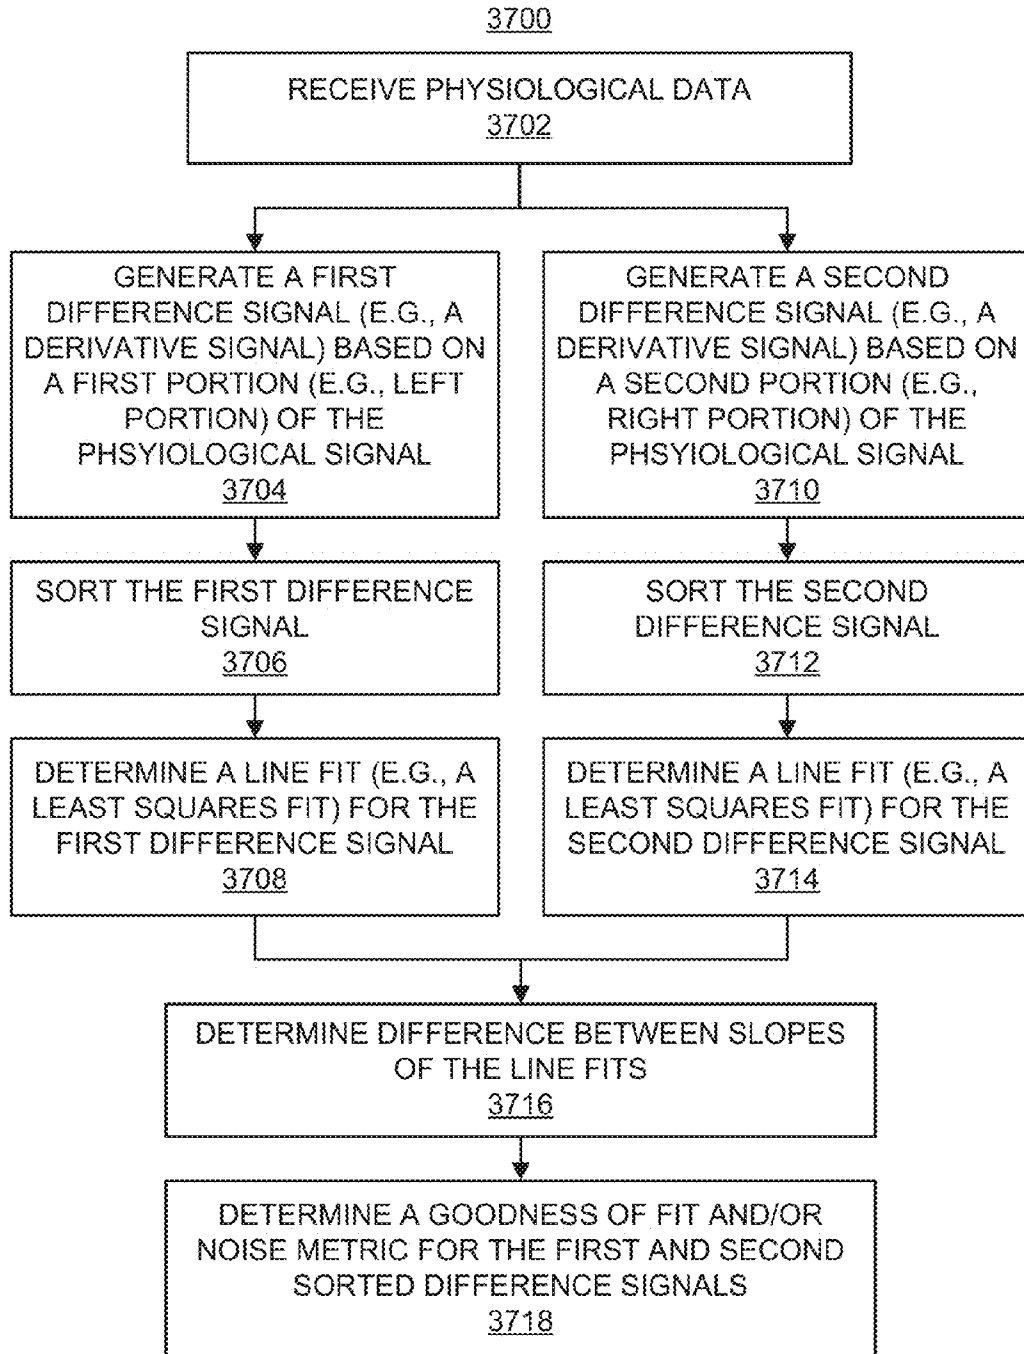 3700
RECEIVE PHYSIOLOGICAL DATA
3702
GENERATE A FIRST
DIFFERENCE SIGNAL (E.G., A
DERIVATIVE SIGNAL) BASED ON
A FIRST PORTION (E.G., LEFT
PORTION) OF THE
PHSYIOLOGICAL SIGNAL
3704
GENERATE A SECOND
DIFFERENCE SIGNAL (E.G., A
DERIVATIVE SIGNAL) BASED ON
A SECOND PORTION (E.G.,
RIGHT PORTION) OF THE
PHSYIOLOGICAL SIGNAL
3710
SORT THE FIRST DIFFERENCE
SIGNAL
3706
SORT THE SECOND
DIFFERENCE SIGNAL
3712
DETERMINE A LINE FIT (E.G., A
LEAST SQUARES FIT) FOR THE
FIRST DIFFERENCE SIGNAL
3708
DETERMINE A LINE FIT (E.G., A
LEAST SQUARES FIT) FOR THE
SECOND DIFFERENCE SIGNAL
3714
DETERMINE DIFFERENCE BETWEEN SLOPES
OF THE LINE FITS
3716
DETERMINE A GOODNESS OF FIT AND/OR
NOISE METRIC FOR THE FIRST AND SECOND
SORTED DIFFERENCE SIGNALS
3718